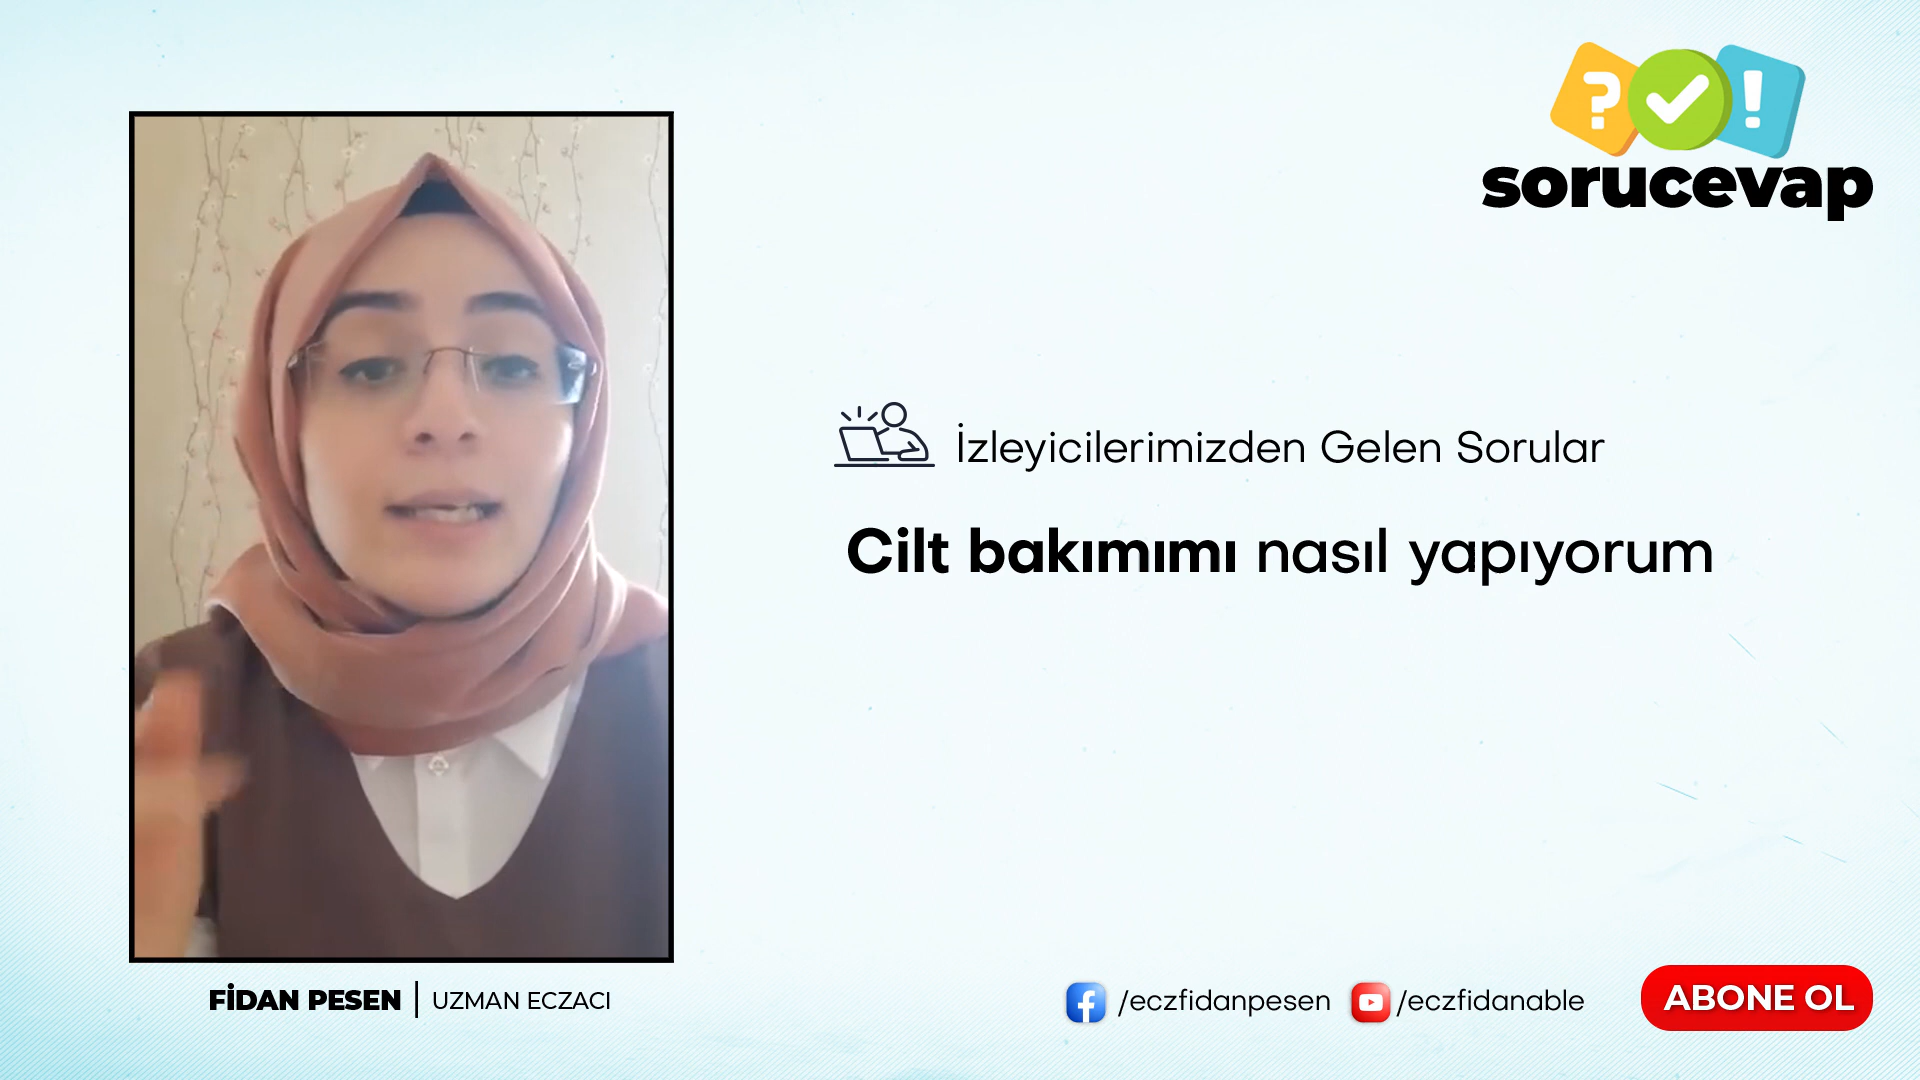 ? !
sorucevap
İzleyicilerimizden Gelen Sorular
Cilt bakımımı nasıl yapıyorum
FİDAN PESEN | UZMAN ECZACI
/eczfidanpesen /eczfidanable ABONE OL